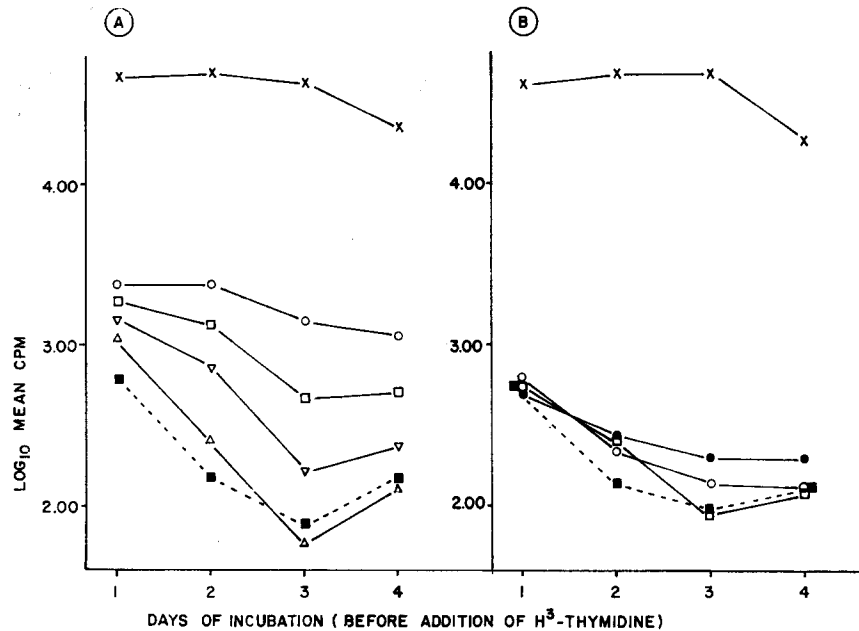 A
B
4.00
4.00
3.00
3.00
2.00
2.00
LOG10 MEAN CPM
1 2 3 4
1 2 3 4
DAYS OF INCUBATION (BEFORE ADDITION OF H³-THYMIDINE)